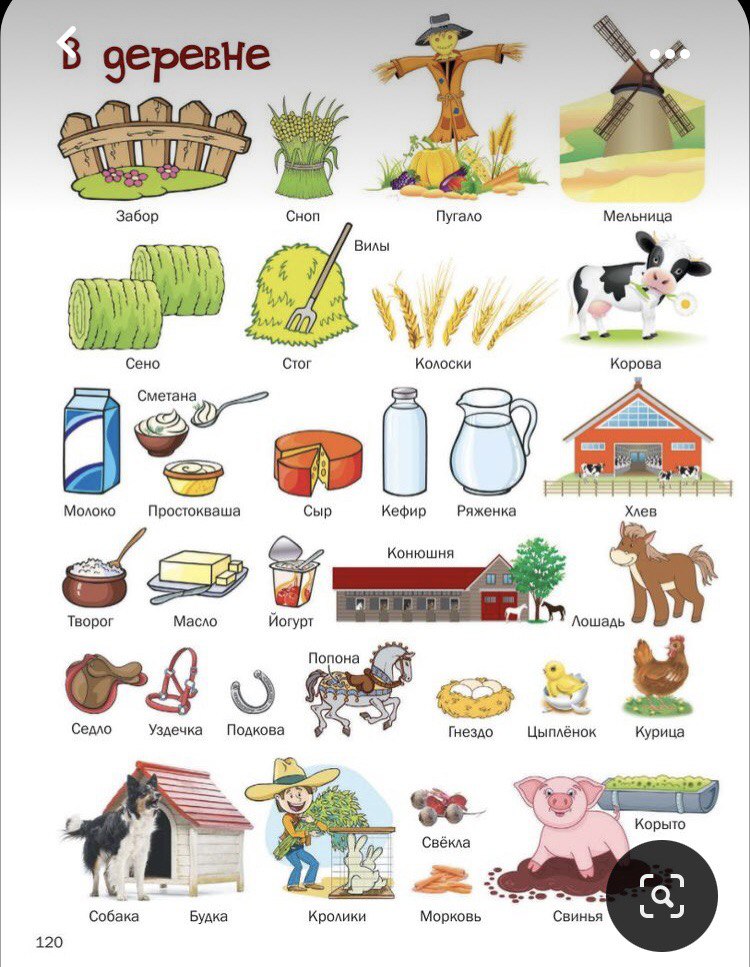 В деревне
Забор
Сноп
Пугало
Мельница
Вилы
Сено
Стог
Колоски
Корова
Сметана
Молоко
Простокваша
Сыр
Кефир
Ряженка
Хлев
Творог
Масло
Йогурт
Конюшня
Лошадь
Седло
Уздечка
Подкова
Попона
Гнездо
Цыплёнок
Курица
Собака
Будка
Кролики
Свёкла
Морковь
Корыто
Свинья
120